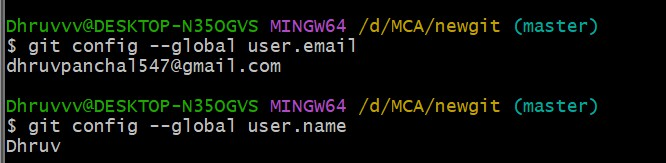 Dhruvvv@DESKTOP-N35OGVS MINGW64 /d/MCA/newgit (master)
$ git config --global user.email
dhruvpanchal547@gmail.com
Dhruvvv@DESKTOP-N35OGVS MINGW64 /d/MCA/newgit (master)
$ git config --global user.name
Dhruv